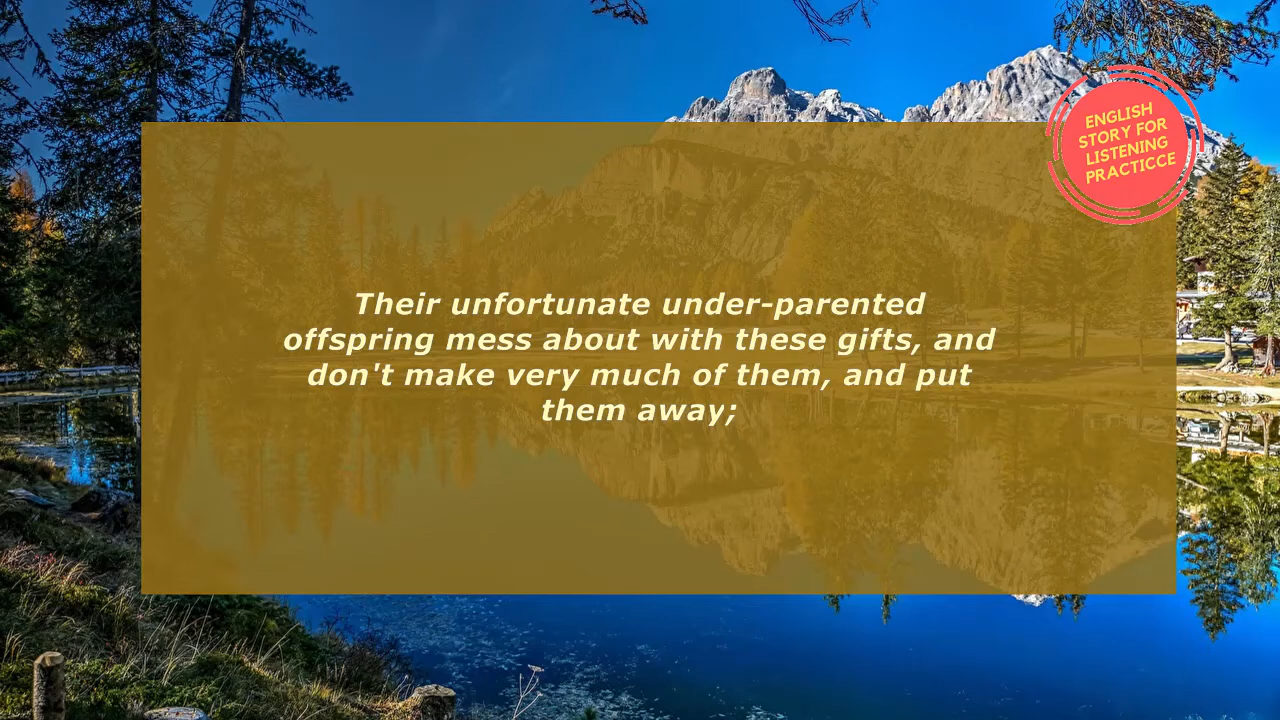 ENGLISH
STORY FOR
LISTENING
PRACTICCE
Their unfortunate under-parented
offspring mess about with these gifts, and
don't make very much of them, and put
them away;